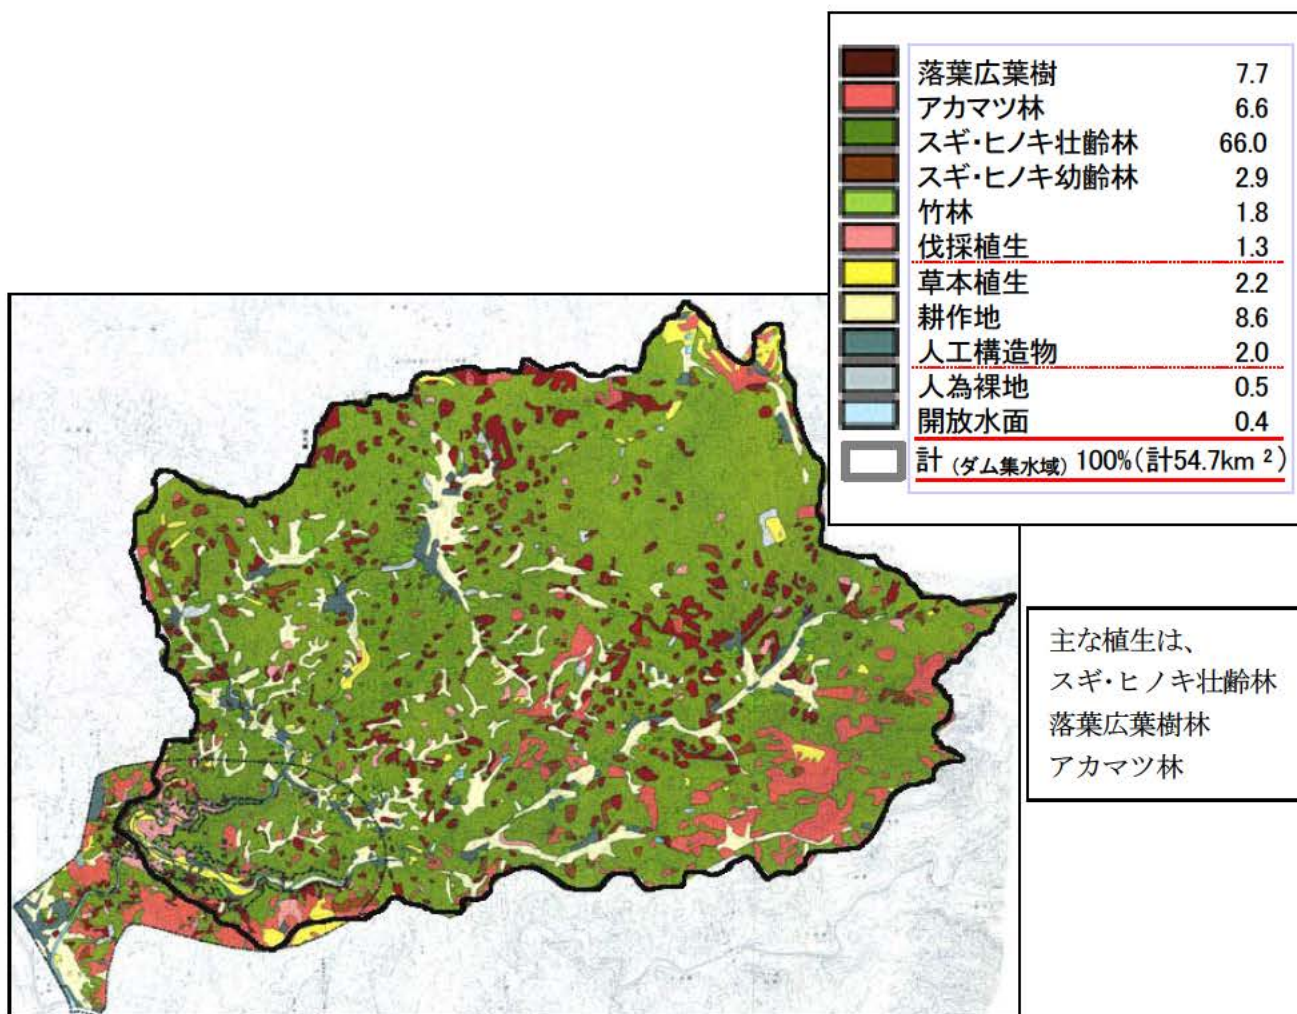 落葉広葉樹 7.7
アカマツ林 6.6
スギ・ヒノキ壮齢林 66.0
スギ・ヒノキ幼齢林 2.9
竹林 1.8
伐採植生 1.3
草本植生 2.2
耕作地 8.6
人工構造物 2.0
人為裸地 0.5
開放水面 0.4
計 (ダム集水域) 100%(計54.7km²)
主な植生は、
スギ・ヒノキ壮齢林
落葉広葉樹林
アカマツ林